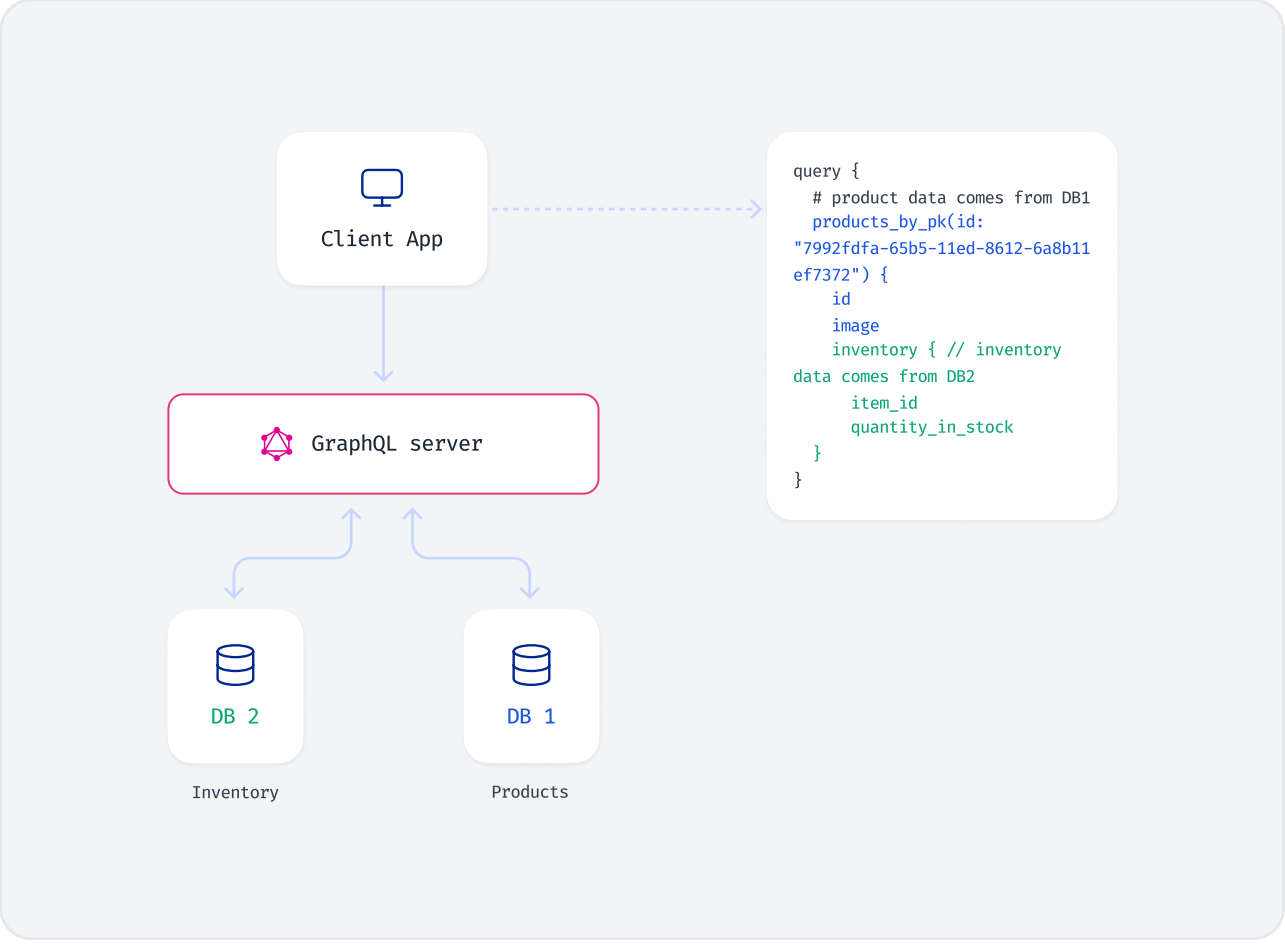 Client App
GraphQL server
DB 2
DB 1
Inventory
Products
query {
  # product data comes from DB1
  products_by_pk(id:
"7992fdfa-65b5-11ed-8612-6a8b11
ef7372") {
    id
    image
    inventory { // inventory
data comes from DB2
      item_id
      quantity_in_stock
  }
}